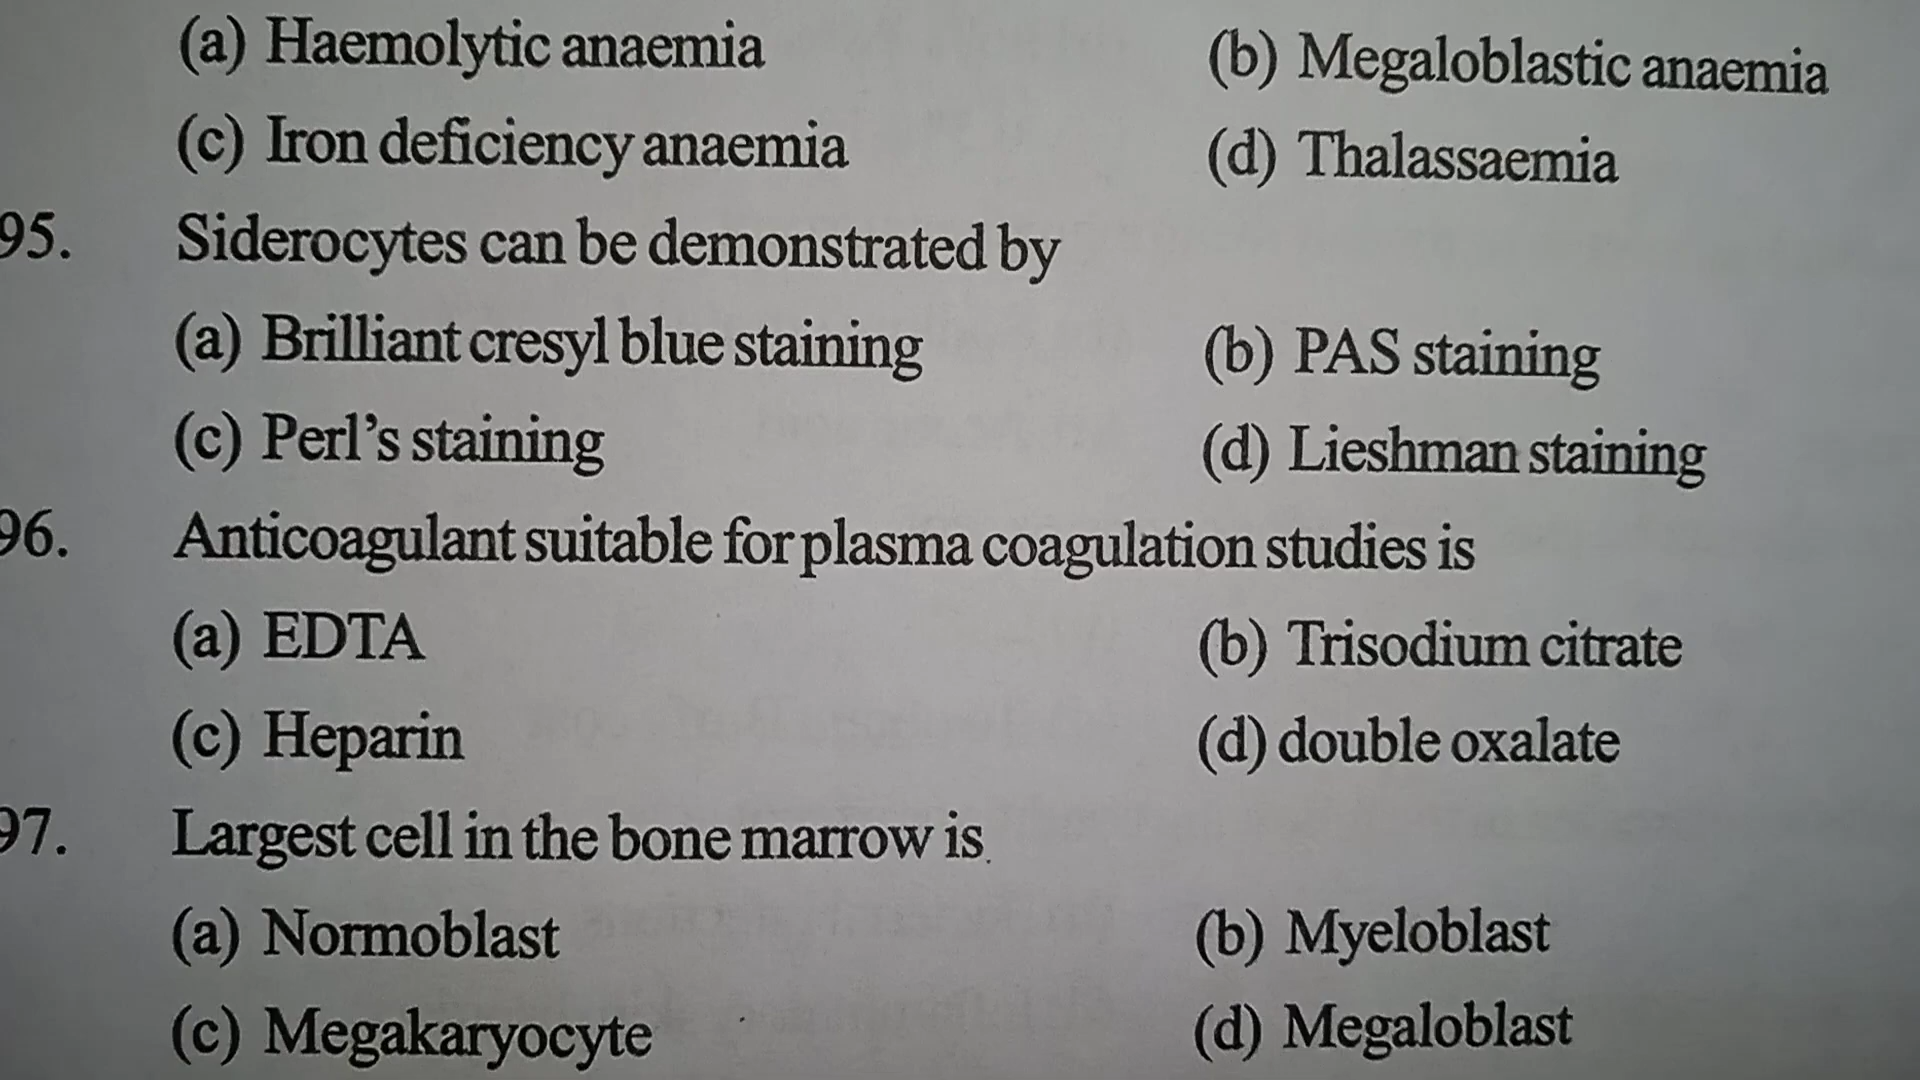 (a) Haemolytic anaemia (b) Megaloblastic anaemia
(c) Iron deficiency anaemia (d) Thalassaemia
95. Siderocytes can be demonstrated by
(a) Brilliant cresyl blue staining (b) PAS staining
(c) Perl's staining (d) Lieshman staining
96. Anticoagulant suitable for plasma coagulation studies is
(a) EDTA (b) Trisodium citrate
(c) Heparin (d) double oxalate
97. Largest cell in the bone marrow is
(a) Normoblast (b) Myeloblast
(c) Megakaryocyte (d) Megaloblast